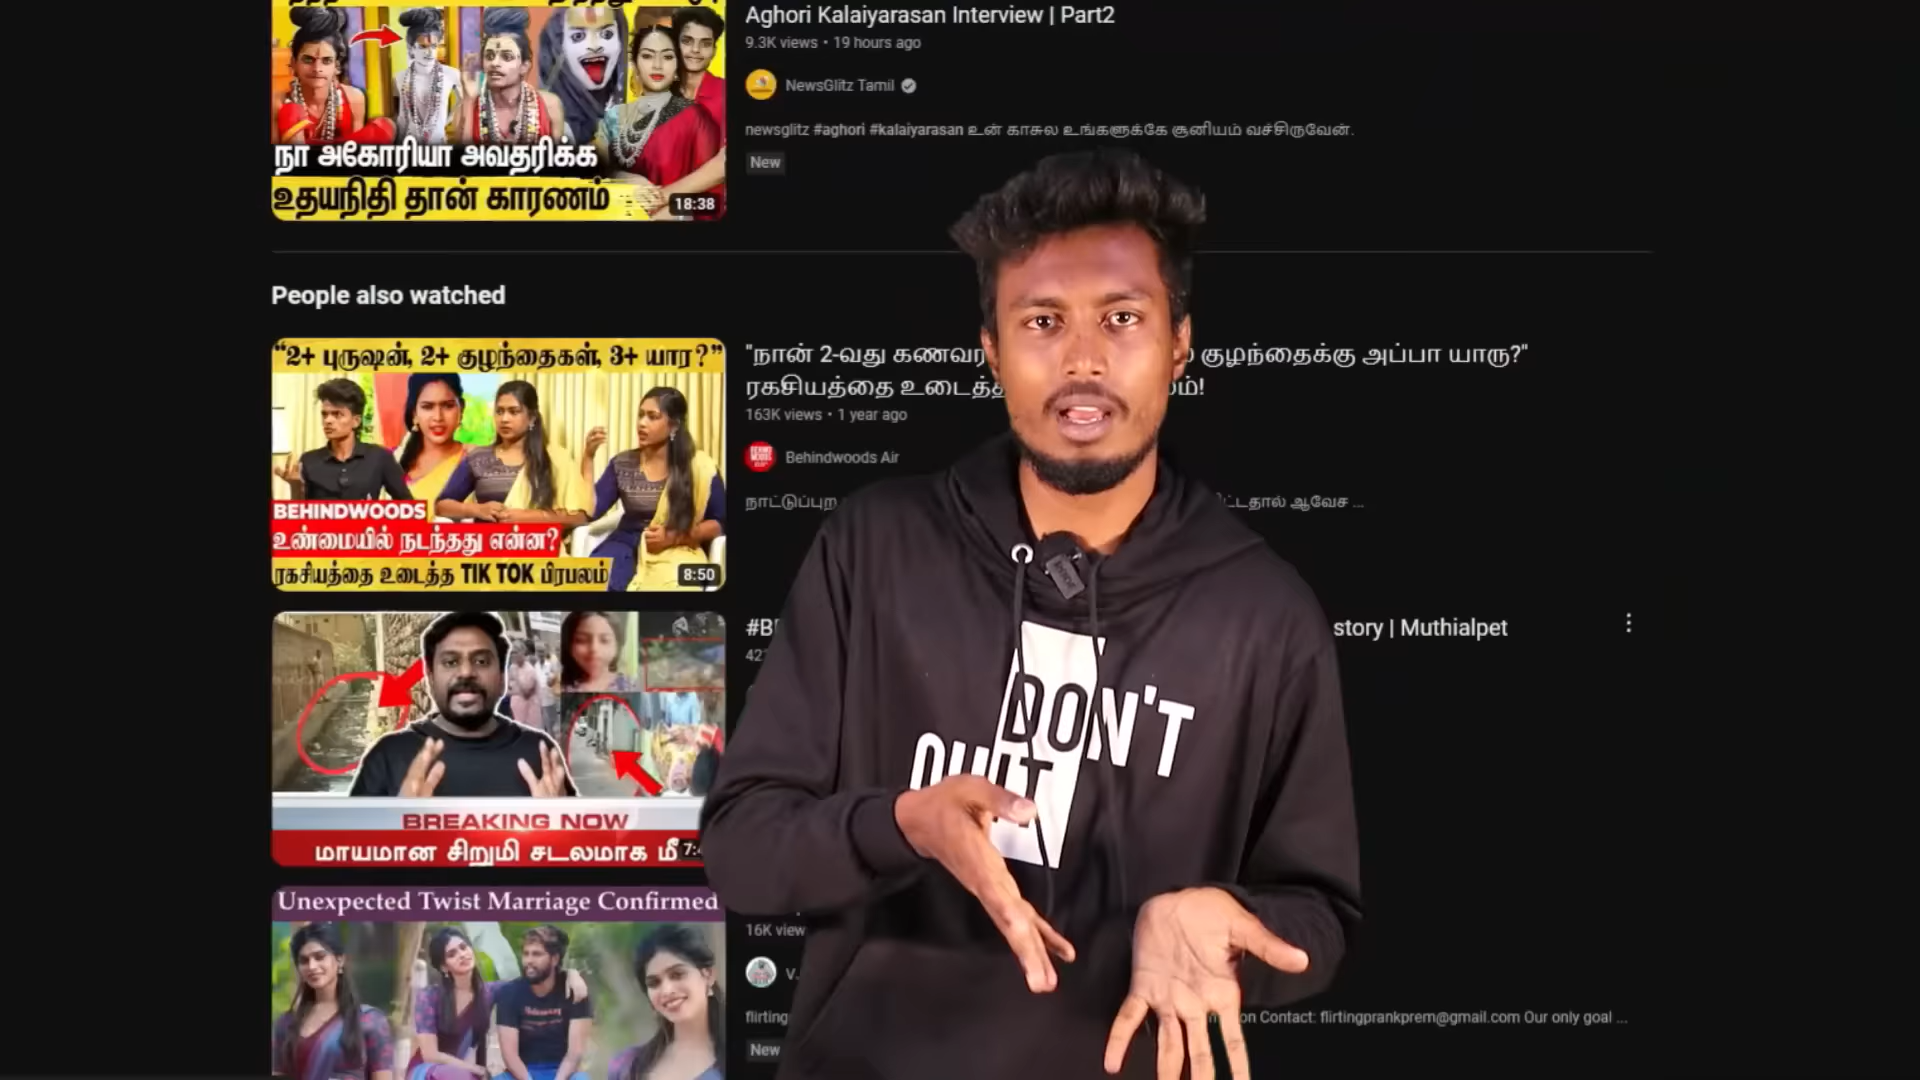 Aghori Kalaiyarasan Interview | Part2
9.3K views • 19 hours ago
NewsGlitz Tamil
newsglitz #aghori #kalaiyarasan உன் காசுல உங்களுக்கே சூனியம் வச்சிருவேன்.
New
நா அகோரியா அவதரிக்க
உதயநிதி தான் காரணம்
18:38
People also watched
"2+ புருஷன், 2+ குழந்தைகள், 3+ யார?"
BEHINDWOODS
உண்மையில் நடந்தது என்ன?
ரகசியத்தை உடைத்த TIK TOK பிரபலம்
8:50
"நான் 2-வது கணவர் குழந்தைக்கு அப்பா யாரு?"
ரகசியத்தை உடைத்த
163K views • 1 year ago
Behindwoods Air
நாட்டுப்புற ஆவேச ...
BREAKING NOW
மாயமான சிறுமி சடலமாக மீ
story | Muthialpet
DON'T
QUIT
Unexpected Twist Marriage Confirmed
16K view
V.
flirting on Contact: flirtingprankprem@gmail.com Our only goal ...
New